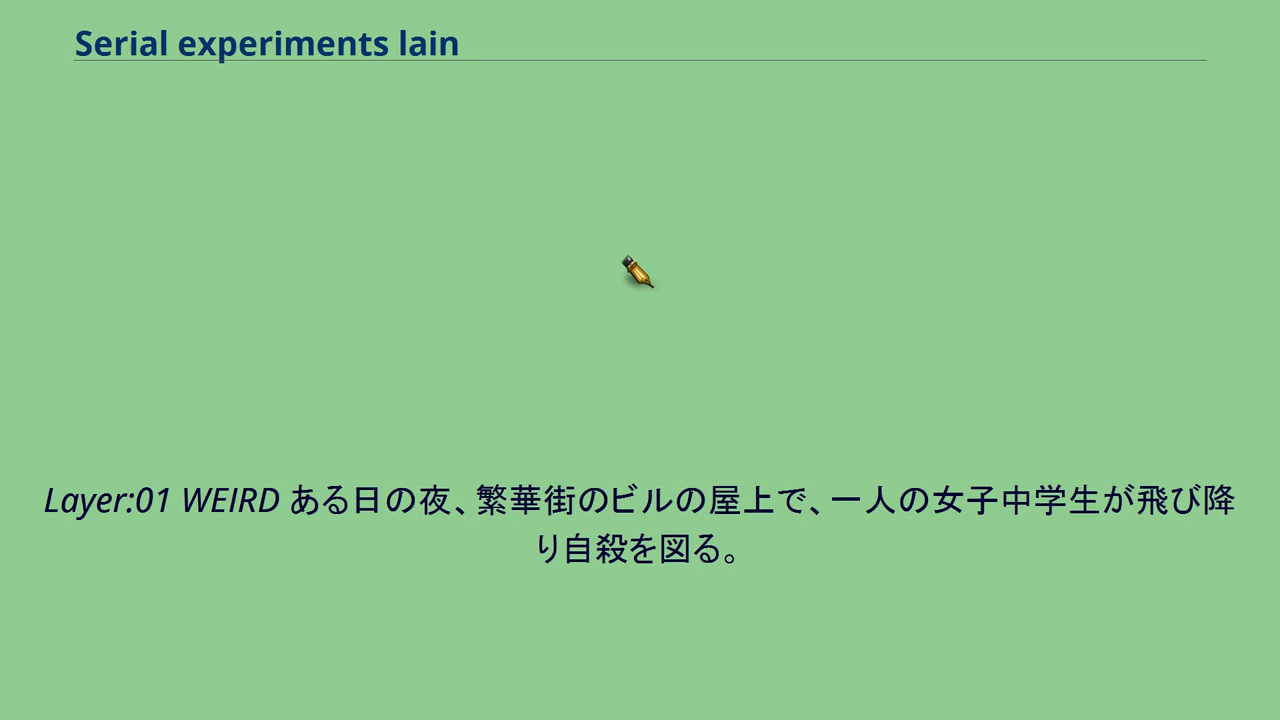 Serial experiments lain
Layer:01 WEIRD ある日の夜、繁華街のビルの屋上で、一人の女子中学生が飛び降
り自殺を図る。